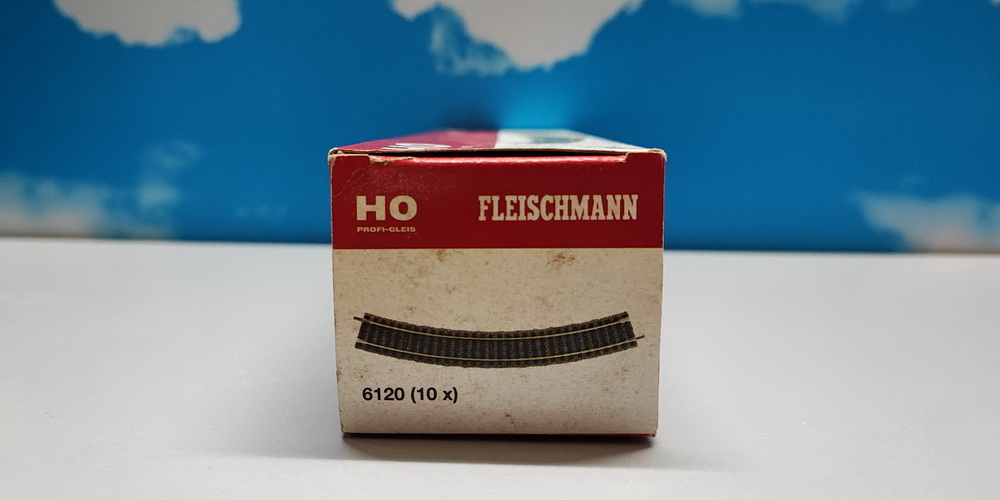 HO
PROFI-GLEIS
FLEISCHMANN
6120 (10 x)